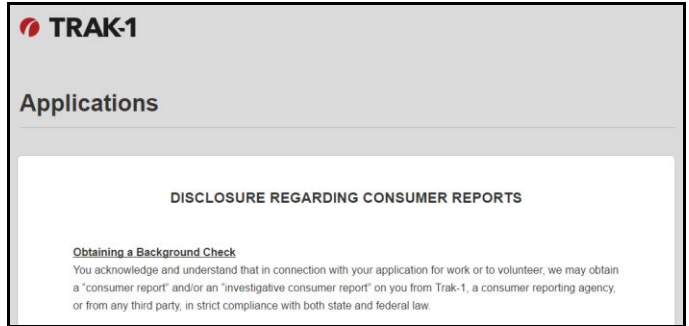 TRAK-1
Applications
DISCLOSURE REGARDING CONSUMER REPORTS
Obtaining a Background Check
You acknowledge and understand that in connection with your application for work or to volunteer, we may obtain
a "consumer report" and/or an "investigative consumer report" on you from Trak-1, a consumer reporting agency,
or from any third party, in strict compliance with both state and federal law.